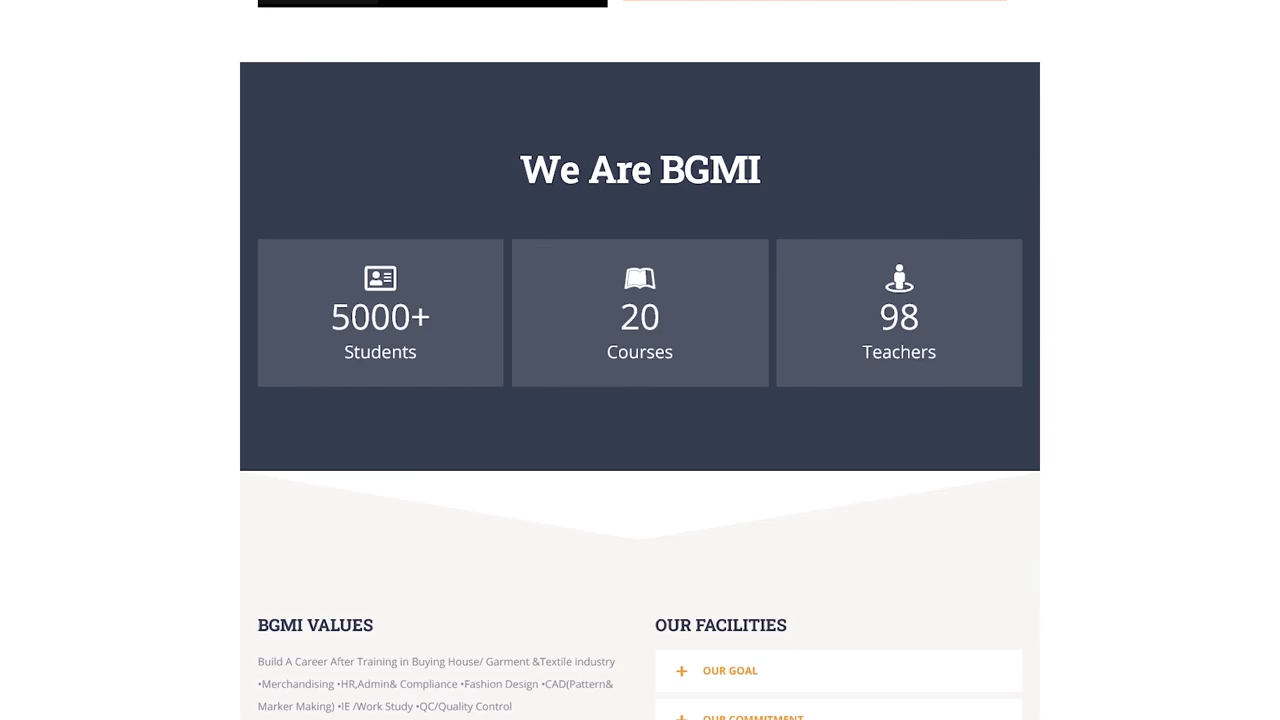 We Are BGMI
5000+
Students
20
Courses
98
Teachers
BGMI VALUES
Build A Career After Training in Buying House/ Garment &Textile industry
•Merchandising •HR,Admin& Compliance •Fashion Design •CAD(Pattern&
Marker Making) •IE /Work Study •QC/Quality Control
OUR FACILITIES
+ OUR GOAL
+ OUR COMMITMENT